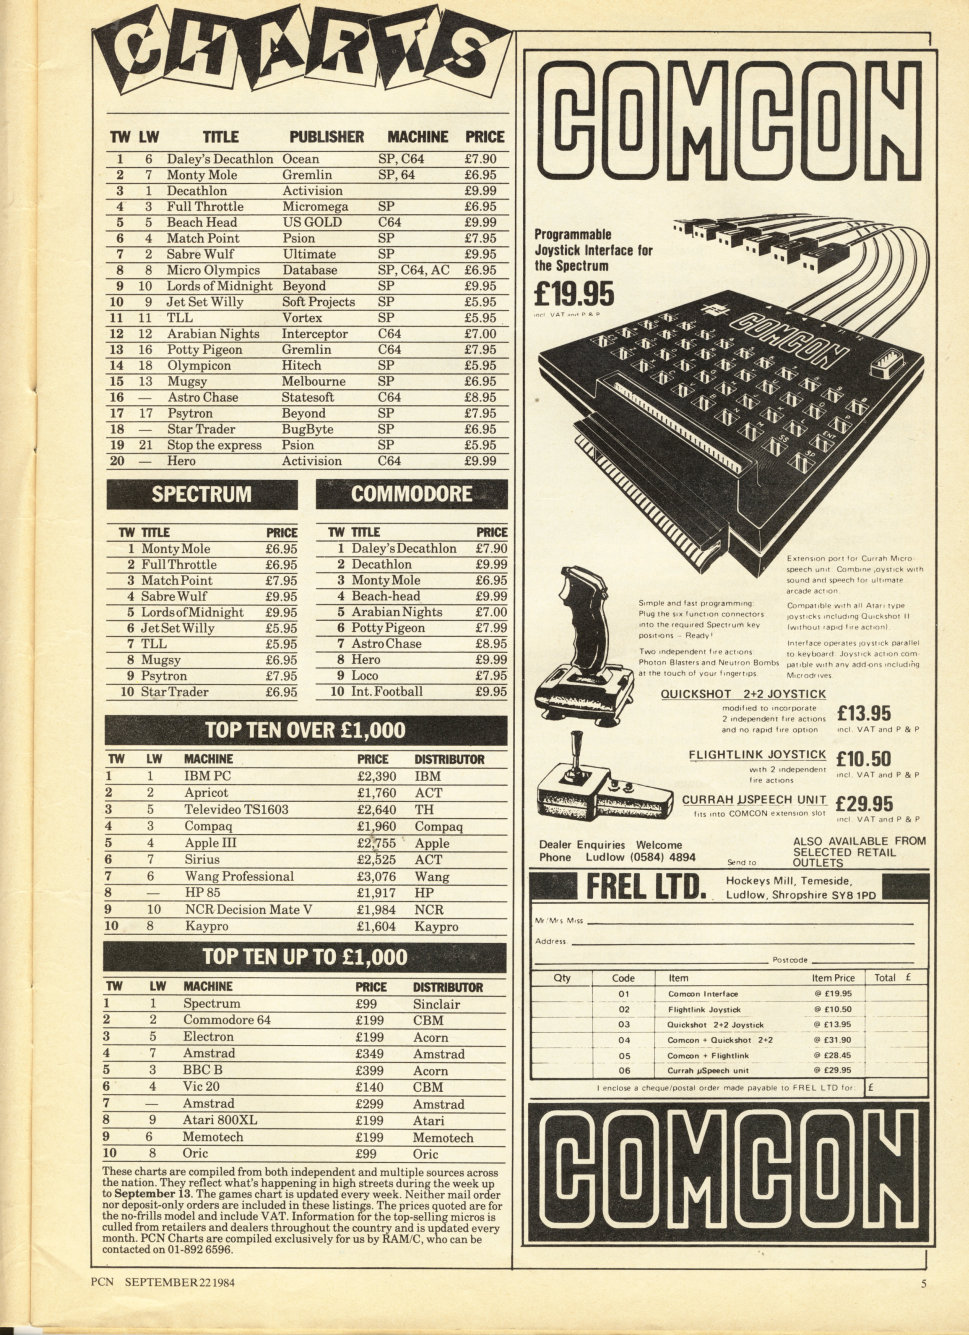 CHARTS
TW LW TITLE PUBLISHER MACHINE PRICE
1 6 Daley's Decathlon Ocean SP, C64 £7.90
2 7 Monty Mole Gremlin SP, 64 £6.95
3 1 Decathlon Activision £9.99
4 3 Full Throttle Micromega SP £6.95
5 5 Beach Head US GOLD C64 £9.99
6 4 Match Point Psion SP £7.95
7 2 Sabre Wulf Ultimate SP £9.95
8 8 Micro Olympics Database SP, C64, AC £6.95
9 10 Lords of Midnight Beyond SP £9.95
10 9 Jet Set Willy Soft Projects SP £5.95
11 11 TLL Vortex SP £5.95
12 12 Arabian Nights Interceptor C64 £7.00
13 16 Potty Pigeon Gremlin C64 £7.95
14 18 Olympicon Hitech SP £5.95
15 13 Mugsy Melbourne SP £6.95
16 — Astro Chase Statesoft C64 £8.95
17 17 Psytron Beyond SP £7.95
18 — Star Trader BugByte SP £6.95
19 21 Stop the express Psion SP £5.95
20 — Hero Activision C64 £9.99
SPECTRUM
TW TITLE PRICE
1 Monty Mole £6.95
2 Full Throttle £6.95
3 Match Point £7.95
4 Sabre Wulf £9.95
5 Lords of Midnight £9.95
6 Jet Set Willy £5.95
7 TLL £5.95
8 Mugsy £6.95
9 Psytron £7.95
10 Star Trader £6.95
COMMODORE
TW TITLE PRICE
1 Daley's Decathlon £7.90
2 Decathlon £9.99
3 Monty Mole £6.95
4 Beach-head £9.99
5 Arabian Nights £7.00
6 Potty Pigeon £7.99
7 Astro Chase £8.95
8 Hero £9.99
9 Loco £7.95
10 Int. Football £9.95
TOP TEN OVER £1,000
TW LW MACHINE PRICE DISTRIBUTOR
1 1 IBM PC £2,390 IBM
2 2 Apricot £1,760 ACT
3 5 Televideo TS1603 £2,640 TH
4 3 Compaq £1,960 Compaq
5 4 Apple III £2,755 Apple
6 7 Sirius £2,525 ACT
7 6 Wang Professional £3,076 Wang
8 — HP 85 £1,917 HP
9 10 NCR Decision Mate V £1,984 NCR
10 8 Kaypro £1,604 Kaypro
TOP TEN UP TO £1,000
TW LW MACHINE PRICE DISTRIBUTOR
1 1 Spectrum £99 Sinclair
2 2 Commodore 64 £199 CBM
3 5 Electron £199 Acorn
4 7 Amstrad £349 Amstrad
5 3 BBC B £399 Acorn
6 4 Vic 20 £140 CBM
7 — Amstrad £299 Amstrad
8 9 Atari 800XL £199 Atari
9 6 Memotech £199 Memotech
10 8 Oric £99 Oric
These charts are compiled from both independent and multiple sources across
the nation. They reflect what's happening in high streets during the week up
to September 13. The games chart is updated every week. Neither mail order
nor deposit-only orders are included in these listings. The prices quoted are for
the no-frills model and include VAT. Information for the top-selling micros is
culled from retailers and dealers throughout the country and is updated every
month. PCN Charts are compiled exclusively for us by RAM/C, who can be
contacted on 01-892 6596.
COMCON
Programmable
Joystick Interface for
the Spectrum
£19.95
incl. VAT and P & P
COMCON
Extension port for Currah Micro-
speech unit. Combine joystick with
sound and speech for ultimate
arcade action.
Compatible with all Atari type
joysticks including Quickshot II
(without rapid fire action).
Interface operates joystick parallel
to keyboard. Joystick action com-
patible with any add ons including
Microdrives.
Simple and fast programming:
Plug the six function connectors
into the required Spectrum key
positions – Ready!
Two independent fire actions:
Photon Blasters and Neutron Bombs
at the touch of your fingertips.
QUICKSHOT 2+2 JOYSTICK
modified to incorporate
2 independent fire actions
and no rapid fire option
£13.95
incl. VAT and P & P
FLIGHTLINK JOYSTICK
with 2 independent
fire actions
£10.50
incl. VAT and P & P
CURRAH µSPEECH UNIT
fits into COMCON extension slot
£29.95
incl. VAT and P & P
Dealer Enquiries Welcome
Phone Ludlow (0584) 4894
Send to
ALSO AVAILABLE FROM
SELECTED RETAIL
OUTLETS
FREL LTD.
Hockeys Mill, Temeside,
Ludlow, Shropshire SY8 1PD
Mr/Mrs Miss
Address
Postcode
Qty Code Item Item Price Total £
01 Comcon Interface @ £19.95
02 Flightlink Joystick @ £10.50
03 Quickshot 2+2 Joystick @ £13.95
04 Comcon + Quickshot 2+2 @ £31.90
05 Comcon + Flightlink @ £28.45
06 Currah µSpeech unit @ £29.95
I enclose a cheque/postal order made payable to FREL LTD for: £
COMCON
PCN SEPTEMBER 22 1984
5